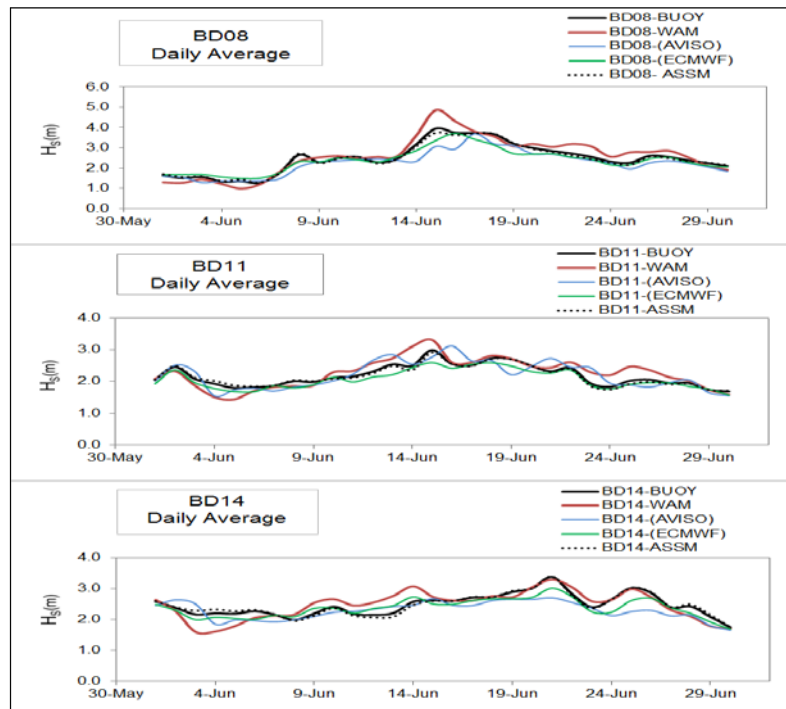 BD08
Daily Average
BD08-BUOY
BD08-WAM
BD08-(AVISO)
BD08-(ECMWF)
BD08- ASSM
Hs(m)
6.0
5.0
4.0
3.0
2.0
1.0
0.0
30-May 4-Jun 9-Jun 14-Jun 19-Jun 24-Jun 29-Jun
BD11
Daily Average
BD11-BUOY
BD11-WAM
BD11-(AVISO)
BD11-(ECMWF)
BD11-ASSM
Hs(m)
4.0
3.0
2.0
1.0
0.0
30-May 4-Jun 9-Jun 14-Jun 19-Jun 24-Jun 29-Jun
BD14
Daily Average
BD14-BUOY
BD14-WAM
BD14-(AVISO)
BD14-(ECMWF)
BD14-ASSM
Hs(m)
4.0
3.0
2.0
1.0
0.0
30-May 4-Jun 9-Jun 14-Jun 19-Jun 24-Jun 29-Jun